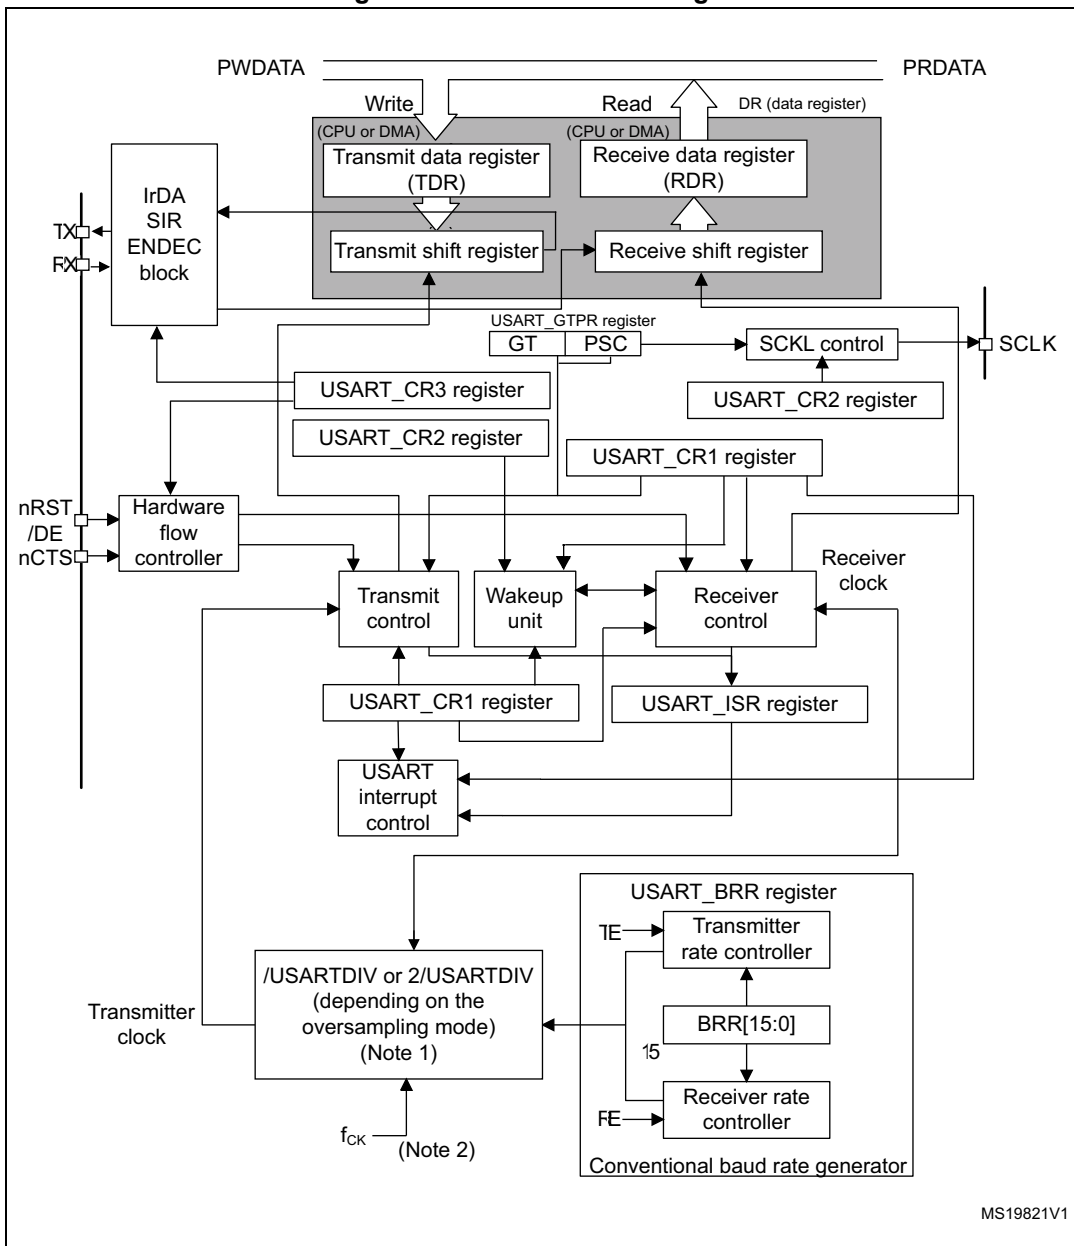 PWDATA
PRDATA
Write
Read
DR (data register)
(CPU or DMA)
(CPU or DMA)
Transmit data register
(TDR)
Receive data register
(RDR)
IrDA
SIR
ENDEC
block
TX
RX
Transmit shift register
Receive shift register
USART_GTPR register
GT
PSC
SCKL control
SCLK
USART_CR3 register
USART_CR2 register
USART_CR2 register
USART_CR1 register
nRST
/DE
nCTS
Hardware
flow
controller
Transmit
control
Wakeup
unit
Receiver
control
Receiver
clock
USART_CR1 register
USART_ISR register
USART
interrupt
control
USART_BRR register
TE
Transmitter
rate controller
/USARTDIV or 2/USARTDIV
(depending on the
oversampling mode)
(Note 1)
Transmitter
clock
BRR[15:0]
15
Receiver rate
controller
RE
fCK
(Note 2)
Conventional baud rate generator
MS19821V1